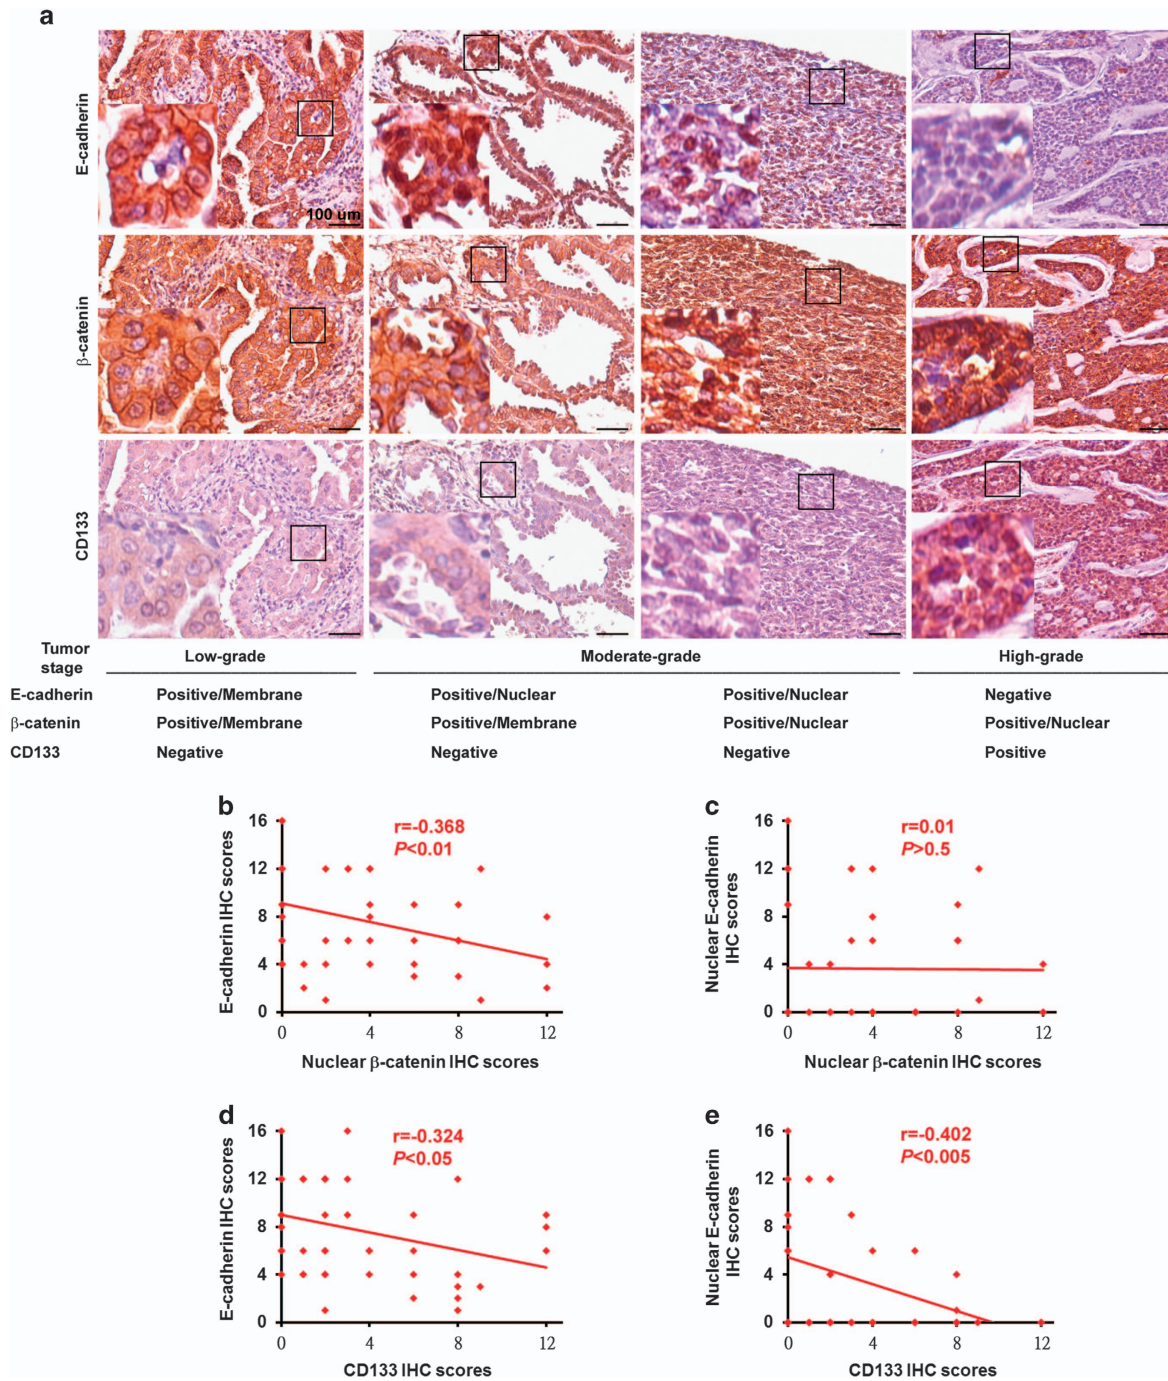 a
E-cadherin
100 um
β-catenin
CD133
Tumor stage Low-grade Moderate-grade High-grade
E-cadherin Positive/Membrane Positive/Nuclear Positive/Nuclear Negative
β-catenin Positive/Membrane Positive/Membrane Positive/Nuclear Positive/Nuclear
CD133 Negative Negative Negative Positive
b
E-cadherin IHC scores
16
12
8
4
0
r=-0.368
P<0.01
0 4 8 12
Nuclear β-catenin IHC scores
c
Nuclear E-cadherin
IHC scores
16
12
8
4
0
r=0.01
P>0.5
0 4 8 12
Nuclear β-catenin IHC scores
d
E-cadherin IHC scores
16
12
8
4
0
r=-0.324
P<0.05
0 4 8 12
CD133 IHC scores
e
Nuclear E-cadherin
IHC scores
16
12
8
4
0
r=-0.402
P<0.005
0 4 8 12
CD133 IHC scores